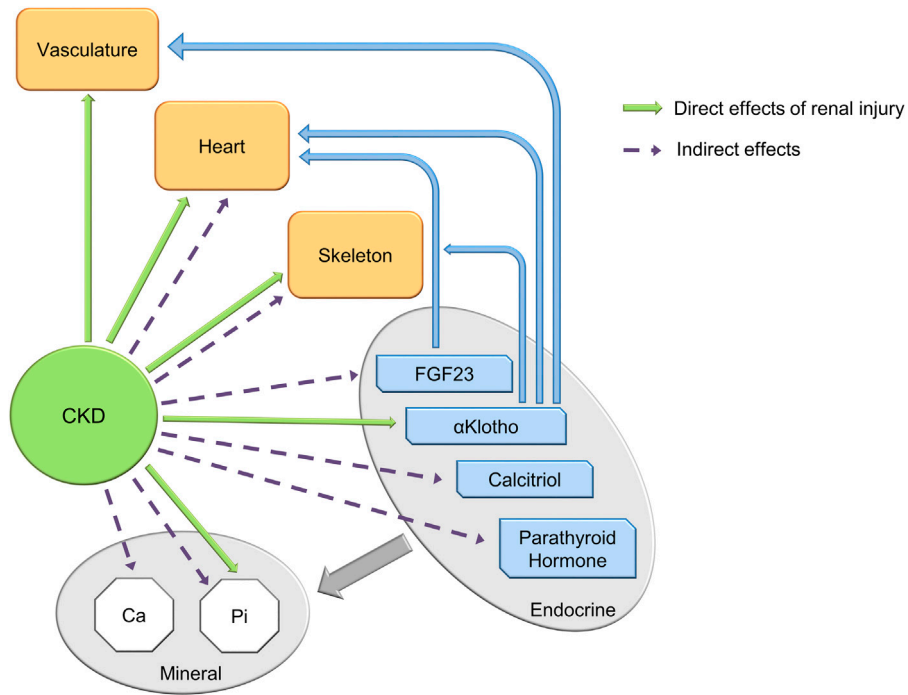 Vasculature
Heart
Skeleton
Direct effects of renal injury
Indirect effects
CKD
FGF23
αKlotho
Calcitriol
Parathyroid
Hormone
Endocrine
Ca
Pi
Mineral